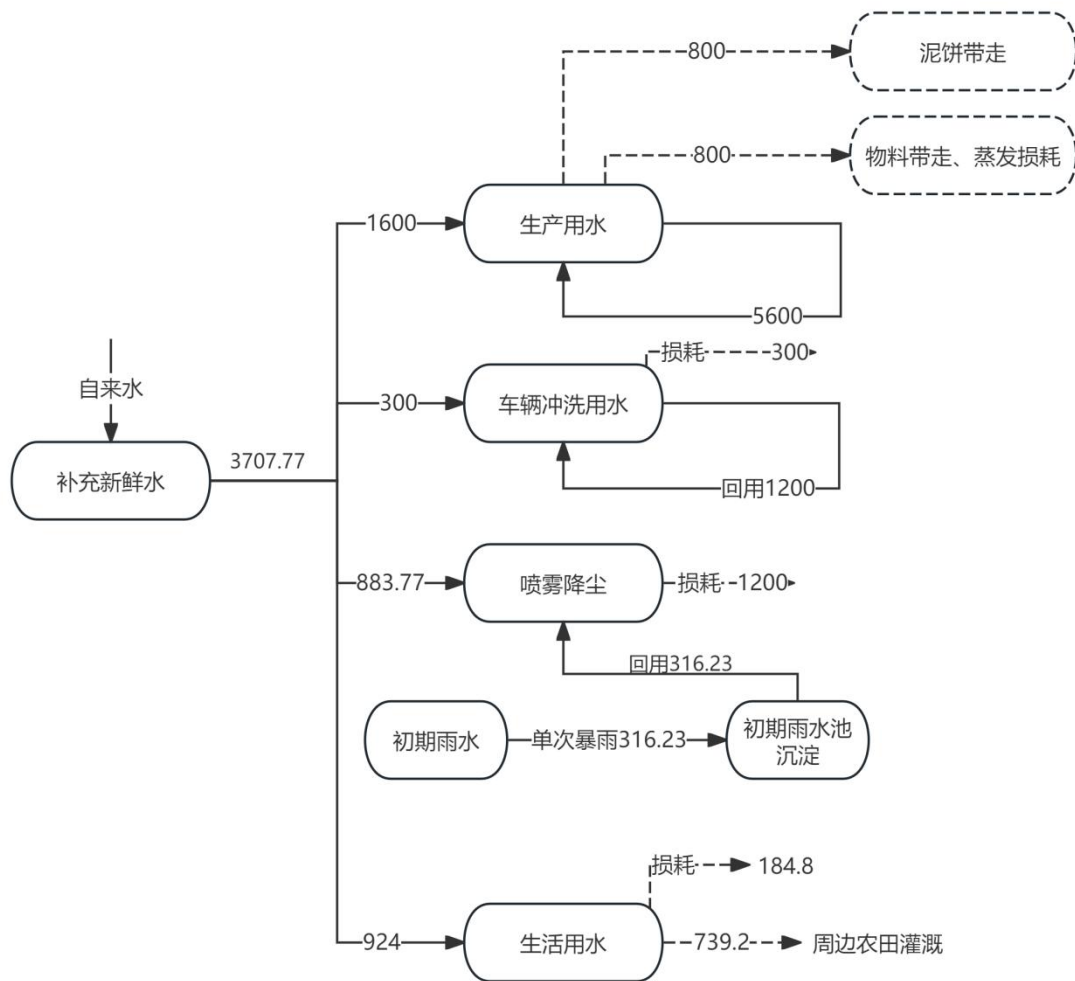 800
泥饼带走
800
物料带走、蒸发损耗
1600
生产用水
5600
自来水
损耗
300
300
车辆冲洗用水
3707.77
补充新鲜水
回用1200
883.77
喷雾降尘
损耗
1200
回用316.23
初期雨水
单次暴雨316.23
初期雨水池
沉淀
损耗
184.8
924
生活用水
739.2
周边农田灌溉